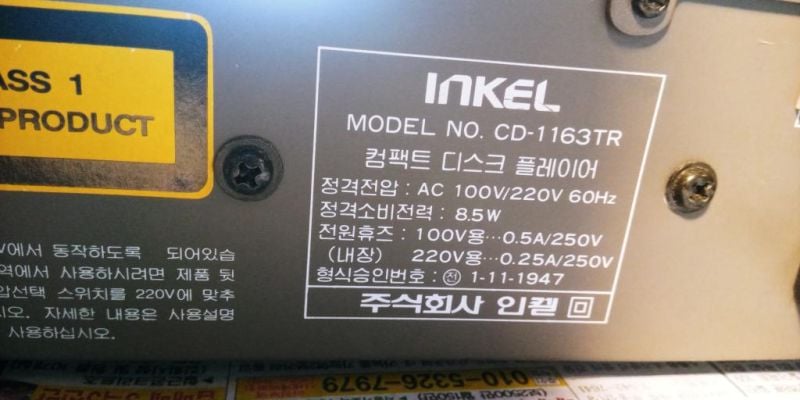 ASS 1
PRODUCT
V에서 동작하도록 되어있습
역에서 사용하시려면 제품 뒷
압선택 스위치를 220V에 맞추
시오. 자세한 내용은 사용설명
사용하십시오.
INKEL
MODEL NO. CD-1163TR
컴팩트 디스크 플레이어
정격전압 : AC 100V/220V 60Hz
정격소비전력 : 8.5W
전원휴즈 : 100V용…0.5A/250V
(내장) 220V용…0.25A/250V
형식승인번호 : 전 1-11-1947
주식회사 인켈
010-5326-7979